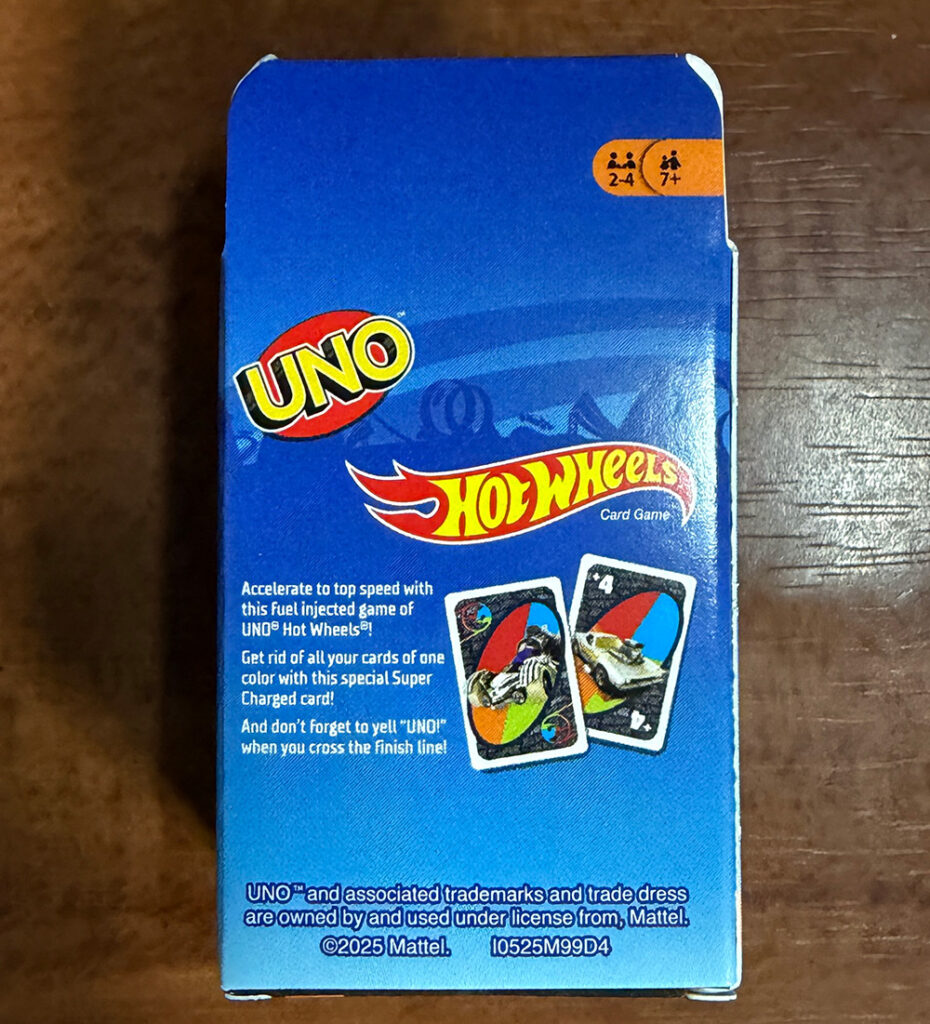 2-4 7+
UNO™
HOT WHEELS
Card Game
Accelerate to top speed with
this fuel injected game of
UNO® Hot Wheels®!
Get rid of all your cards of one
color with this special Super
Charged card!
And don't forget to yell "UNO!"
when you cross the finish line!
+4
+4
UNO™ and associated trademarks and trade dress
are owned by and used under license from, Mattel.
©2025 Mattel. I0525M99D4